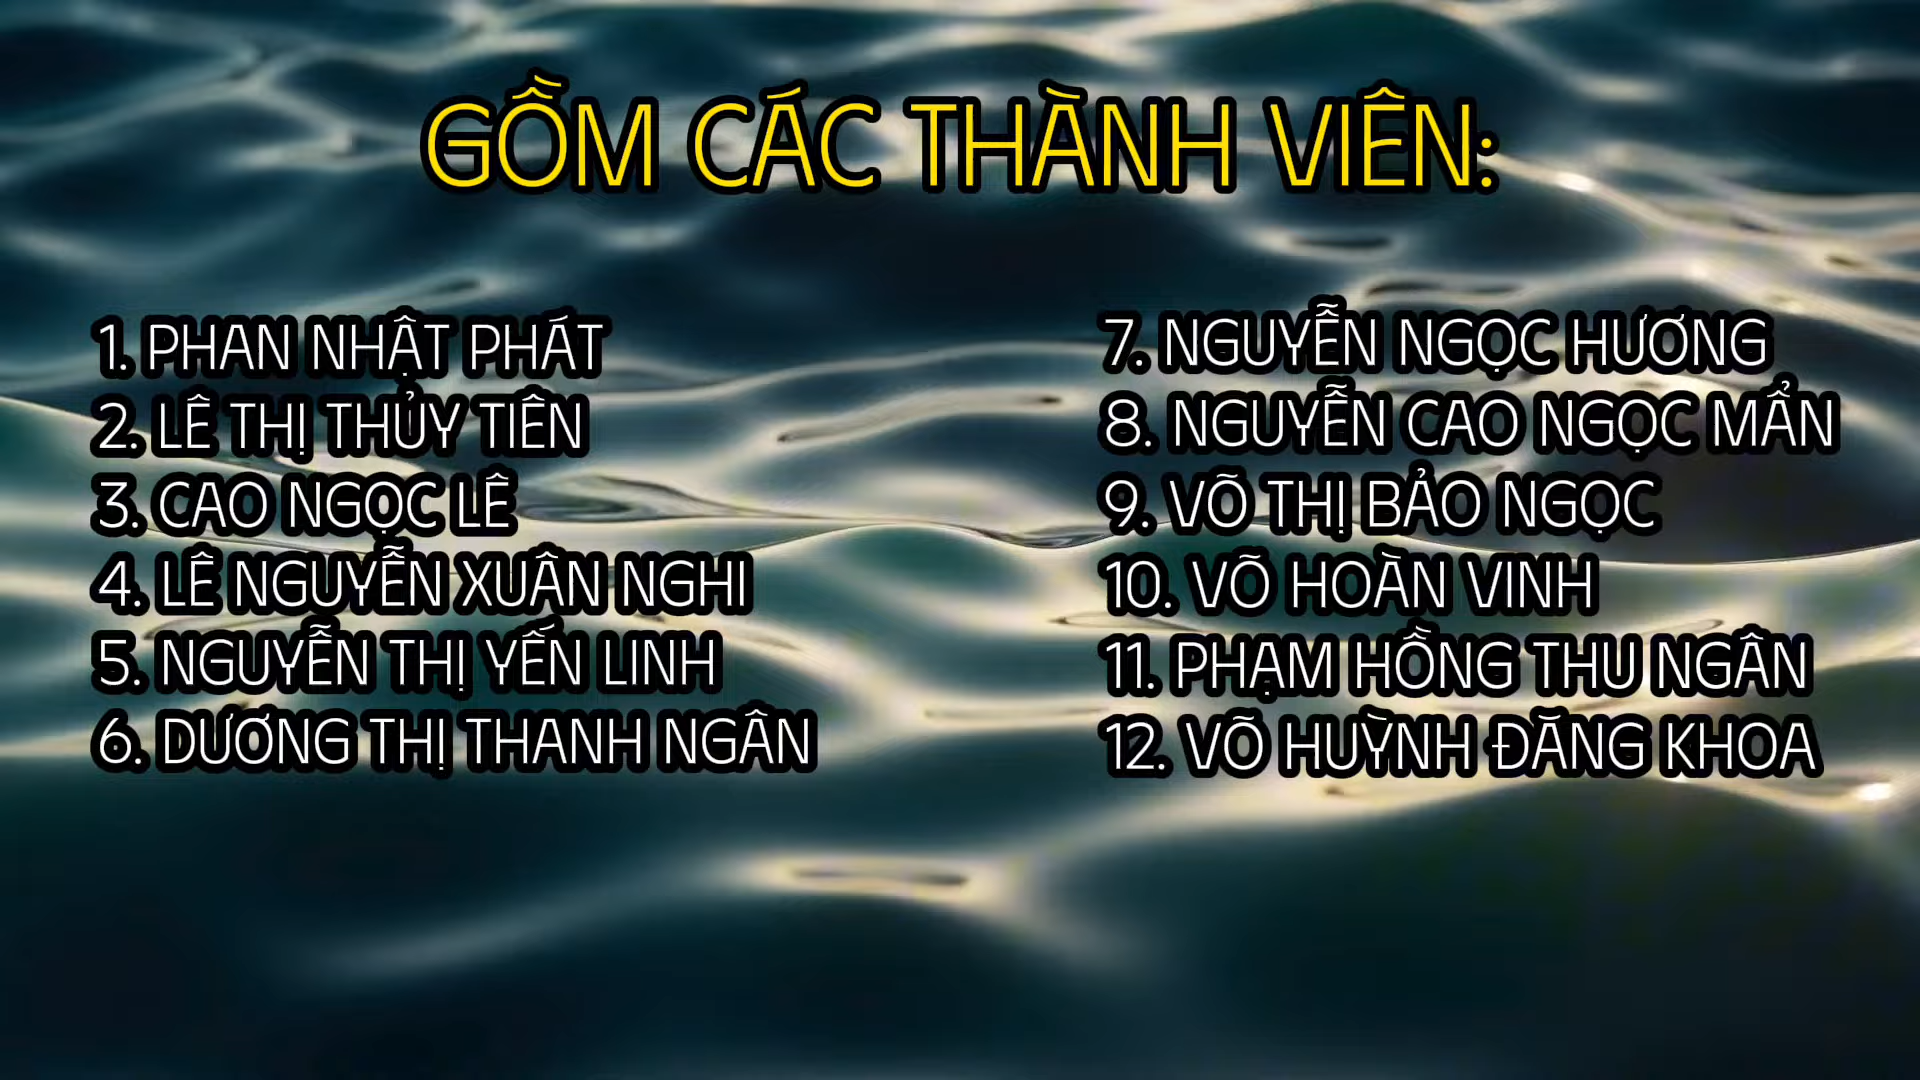 GỒM CÁC THÀNH VIÊN:
1. PHAN NHẬT PHÁT
2. LÊ THỊ THỦY TIÊN
3. CAO NGỌC LÊ
4. LÊ NGUYỄN XUÂN NGHI
5. NGUYỄN THỊ YẾN LINH
6. DƯƠNG THỊ THANH NGÂN
7. NGUYỄN NGỌC HƯƠNG
8. NGUYỄN CAO NGỌC MẨN
9. VÕ THỊ BẢO NGỌC
10. VÕ HOÀN VINH
11. PHẠM HỒNG THU NGÂN
12. VÕ HUỲNH ĐĂNG KHOA